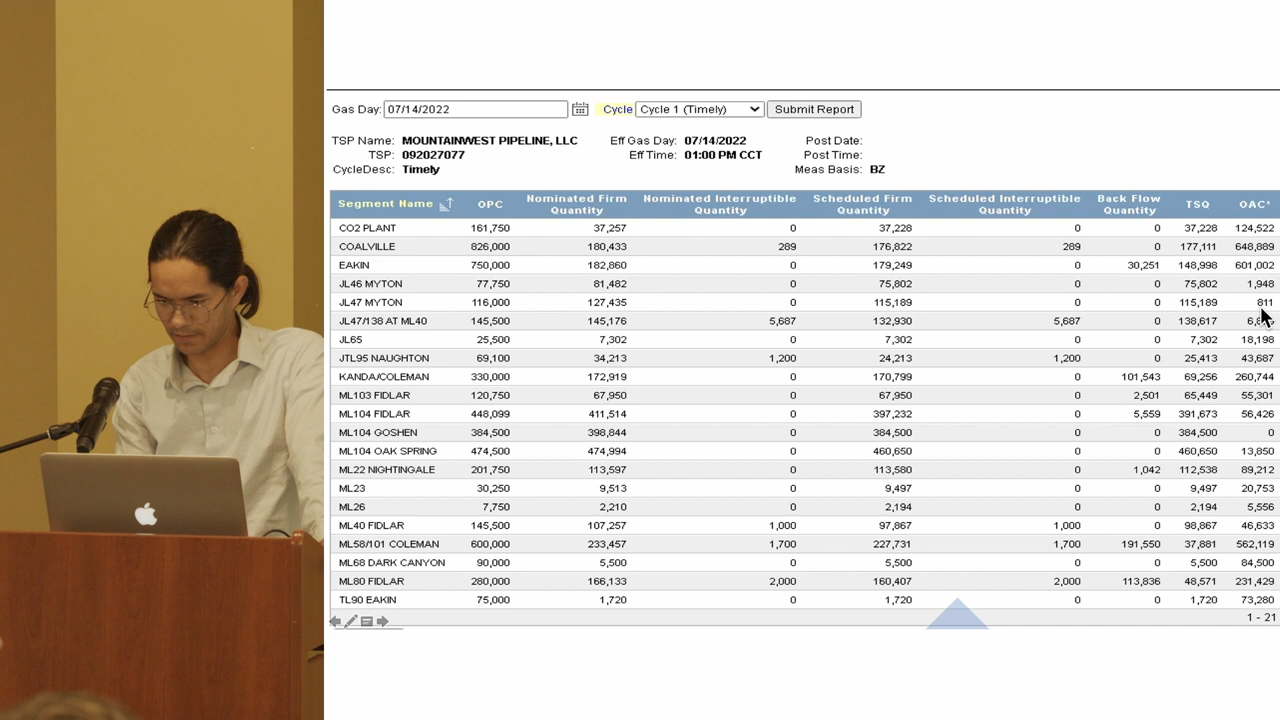 Gas Day: 07/14/2022 Cycle Cycle 1 (Timely) Submit Report
TSP Name: MOUNTAINWEST PIPELINE, LLC Eff Gas Day: 07/14/2022 Post Date:
TSP: 092027077 Eff Time: 01:00 PM CCT Post Time:
CycleDesc: Timely Meas Basis: BZ
Segment Name OPC Nominated Firm Quantity Nominated Interruptible Quantity Scheduled Firm Quantity Scheduled Interruptible Quantity Back Flow Quantity TSQ OAC*
CO2 PLANT 161,750 37,257 0 37,228 0 0 37,228 124,522
COALVILLE 826,000 180,433 289 176,822 289 0 177,111 648,889
EAKIN 750,000 182,860 0 179,249 0 30,251 148,998 601,002
JL46 MYTON 77,750 81,482 0 75,802 0 0 75,802 1,948
JL47 MYTON 116,000 127,435 0 115,189 0 0 115,189 811
JL47/138 AT ML40 145,500 145,176 5,687 132,930 5,687 0 138,617
JL65 25,500 7,302 0 7,302 0 0 7,302 18,198
JTL95 NAUGHTON 69,100 34,213 1,200 24,213 1,200 0 25,413 43,687
KANDA/COLEMAN 330,000 172,919 0 170,799 0 101,543 69,256 260,744
ML103 FIDLAR 120,750 67,950 0 67,950 0 2,501 65,449 55,301
ML104 FIDLAR 448,099 411,514 0 397,232 0 5,559 391,673 56,426
ML104 GOSHEN 384,500 398,844 0 384,500 0 0 384,500 0
ML104 OAK SPRING 474,500 474,994 0 460,650 0 0 460,650 13,850
ML22 NIGHTINGALE 201,750 113,597 0 113,580 0 1,042 112,538 89,212
ML23 30,250 9,513 0 9,497 0 0 9,497 20,753
ML26 7,750 2,210 0 2,194 0 0 2,194 5,556
ML40 FIDLAR 145,500 107,257 1,000 97,867 1,000 0 98,867 46,633
ML58/101 COLEMAN 600,000 233,457 1,700 227,731 1,700 191,550 37,881 562,119
ML68 DARK CANYON 90,000 5,500 0 5,500 0 0 5,500 84,500
ML80 FIDLAR 280,000 166,133 2,000 160,407 2,000 113,836 48,571 231,429
TL90 EAKIN 75,000 1,720 0 1,720 0 0 1,720 73,280
1 - 21